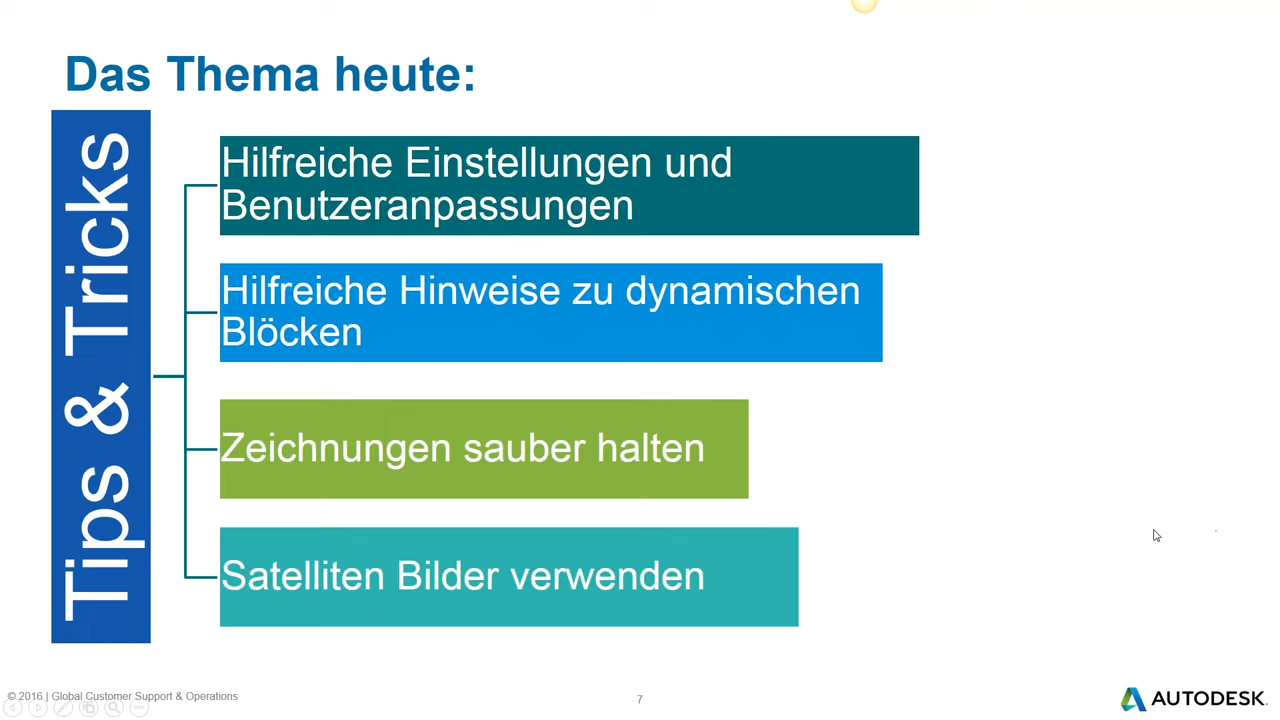 Das Thema heute:
Tips & Tricks
Hilfreiche Einstellungen und
Benutzeranpassungen
Hilfreiche Hinweise zu dynamischen
Blöcken
Zeichnungen sauber halten
Satelliten Bilder verwenden
© 2016 | Global Customer Support & Operations
7
AUTODESK.